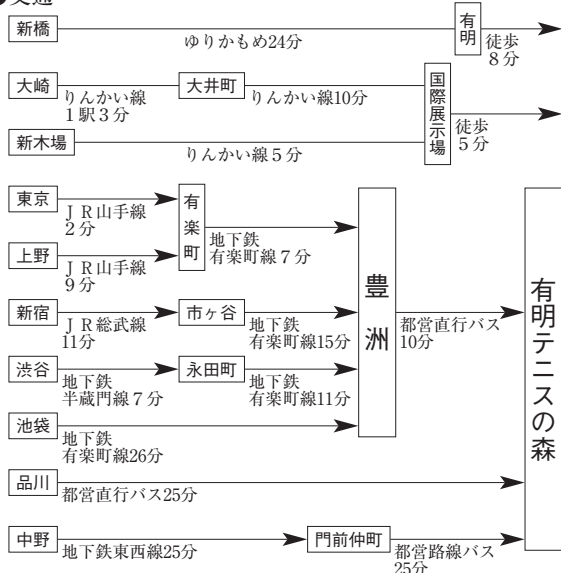 ●交通
新橋
ゆりかもめ24分
有明
徒歩
8分
大崎
りんかい線
1駅3分
大井町
りんかい線10分
国際展示場
徒歩
5分
新木場
りんかい線5分
東京
JR山手線
2分
有楽町
地下鉄
有楽町線7分
上野
JR山手線
9分
新宿
JR総武線
11分
市ヶ谷
地下鉄
有楽町線15分
豊洲
都営直行バス
10分
有明テニスの森
渋谷
地下鉄
半蔵門線7分
永田町
地下鉄
有楽町線11分
池袋
地下鉄
有楽町線26分
品川
都営直行バス25分
中野
地下鉄東西線25分
門前仲町
都営路線バス
25分